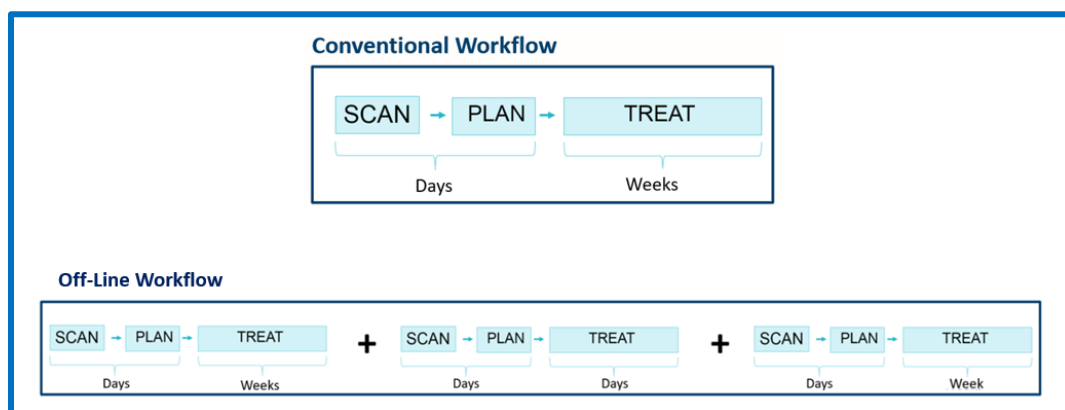 Conventional Workflow
SCAN PLAN TREAT
Days Weeks
Off-Line Workflow
SCAN PLAN TREAT + SCAN PLAN TREAT + SCAN PLAN TREAT
Days Weeks Days Days Days Week